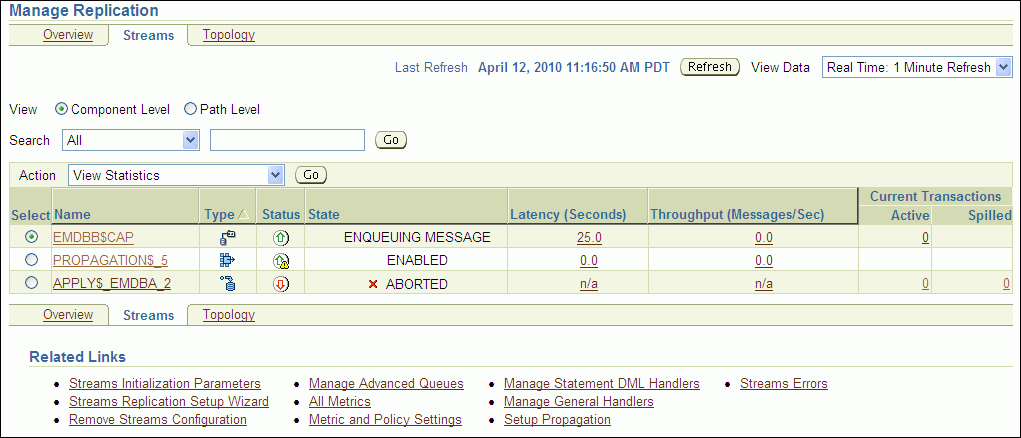 Manage Replication
Overview Streams Topology
Last Refresh April 12, 2010 11:16:50 AM PDT Refresh View Data Real Time: 1 Minute Refresh
View Component Level Path Level
Search All Go
Action View Statistics Go
Current Transactions
Select Name Type Status State Latency (Seconds) Throughput (Messages/Sec) Active Spilled
EMDBB$CAP ENQUEUING MESSAGE 25.0 0.0 0
PROPAGATION$_5 ENABLED 0.0 0.0
APPLY$_EMDBA_2 ABORTED n/a n/a 0 0
Overview Streams Topology
Related Links
• Streams Initialization Parameters • Manage Advanced Queues • Manage Statement DML Handlers • Streams Errors
• Streams Replication Setup Wizard • All Metrics • Manage General Handlers
• Remove Streams Configuration • Metric and Policy Settings • Setup Propagation